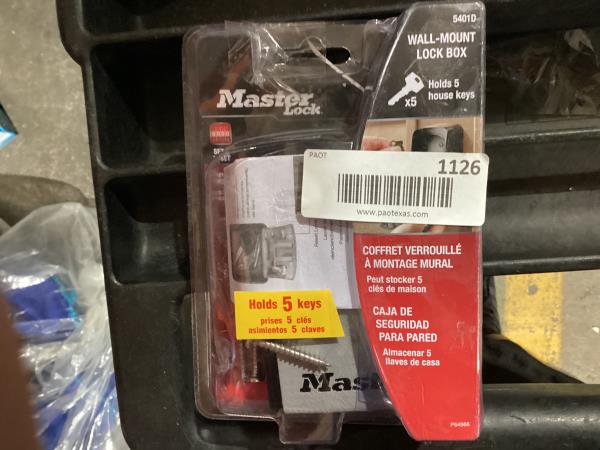 5401D
WALL-MOUNT
LOCK BOX
x5
Holds 5
house keys
Master
Lock
PAOT
1126
www.paotexas.com
COFFRET VERROUILLÉ
À MONTAGE MURAL
Peut stocker 5
clés de maison
CAJA DE
SEGURIDAD
PARA PARED
Almacenar 5
llaves de casa
Holds 5 keys
prises 5 clés
asimientos 5 claves
Mast
P64966